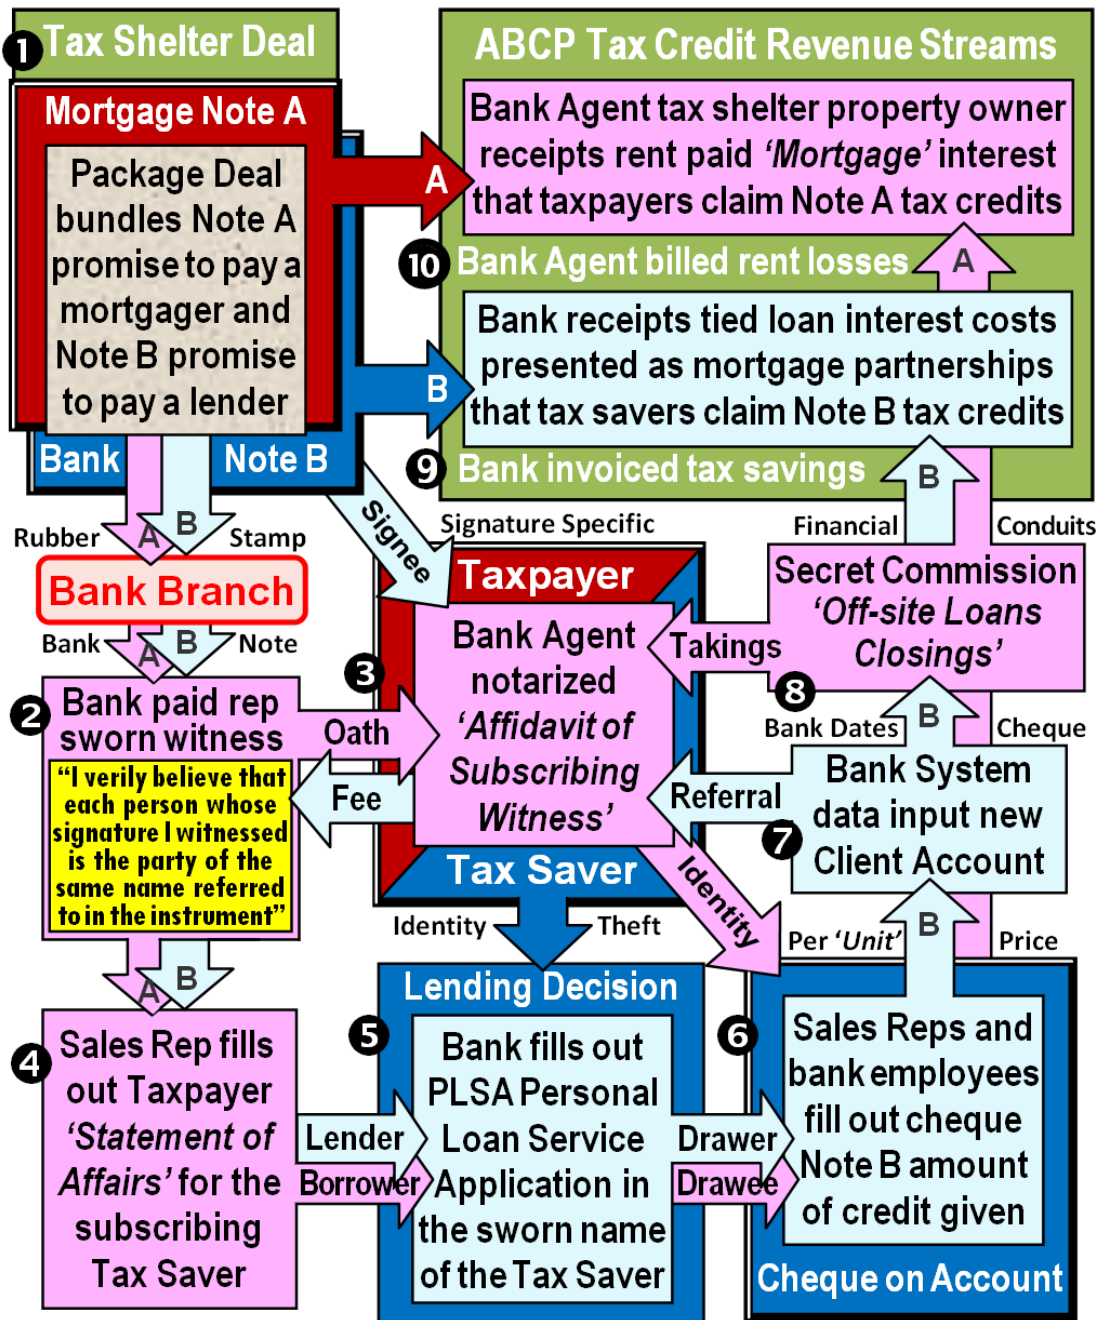 1
Tax Shelter Deal
Mortgage Note A
Package Deal
bundles Note A
promise to pay a
mortgager and
Note B promise
to pay a lender
Bank
Note B
A
B
ABCP Tax Credit Revenue Streams
Bank Agent tax shelter property owner
receipts rent paid 'Mortgage' interest
that taxpayers claim Note A tax credits
10 Bank Agent billed rent losses
A
Bank receipts tied loan interest costs
presented as mortgage partnerships
that tax savers claim Note B tax credits
9 Bank invoiced tax savings
B
Rubber
A
B
Stamp
Bank Branch
Bank
A
B
Note
2
Bank paid rep
sworn witness
"I verily believe that
each person whose
signature I witnessed
is the party of the
same name referred
to in the instrument"
A
B
Signee
Signature Specific
Taxpayer
3
Bank Agent
notarized
'Affidavit of
Subscribing
Witness'
Tax Saver
Oath
Fee
Identity
Theft
Identity
Financial
Conduits
Secret Commission
'Off-site Loans
Closings'
Takings
8
Bank Dates
B
Cheque
Bank System
data input new
Client Account
Referral
7
Per 'Unit'
B
Price
4
Sales Rep fills
out Taxpayer
'Statement of
Affairs' for the
subscribing
Tax Saver
Lender
Borrower
Lending Decision
5
Bank fills out
PLSA Personal
Loan Service
Application in
the sworn name
of the Tax Saver
Drawer
Drawee
6
Sales Reps and
bank employees
fill out cheque
Note B amount
of credit given
Cheque on Account